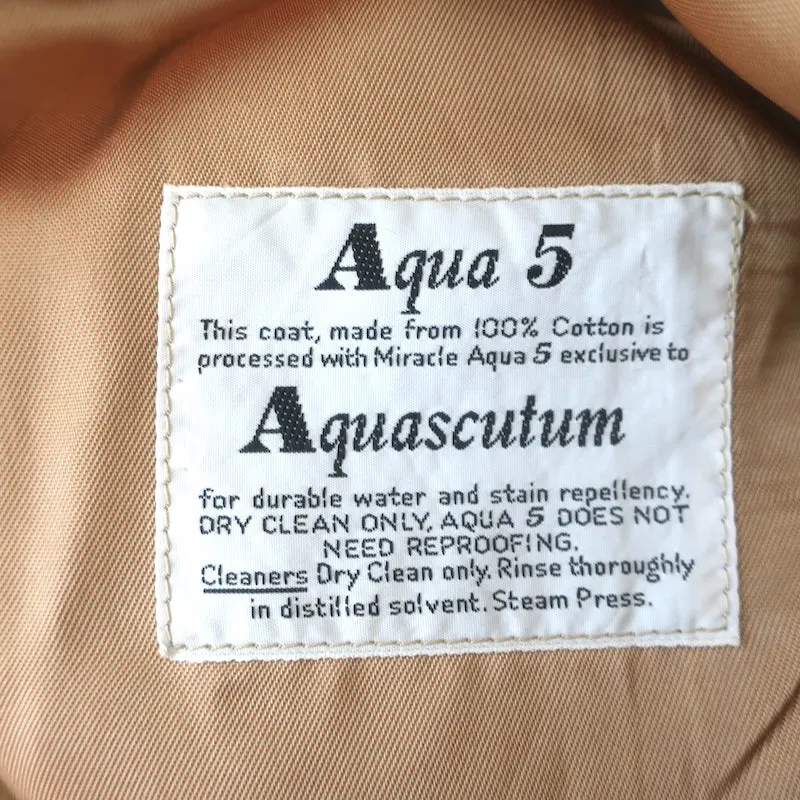 Aqua 5
This coat, made from 100% Cotton is
processed with Miracle Aqua 5 exclusive to
Aquascutum
for durable water and stain repellency.
DRY CLEAN ONLY. AQUA 5 DOES NOT
NEED REPROOFING.
Cleaners Dry Clean only. Rinse thoroughly
in distilled solvent. Steam Press.